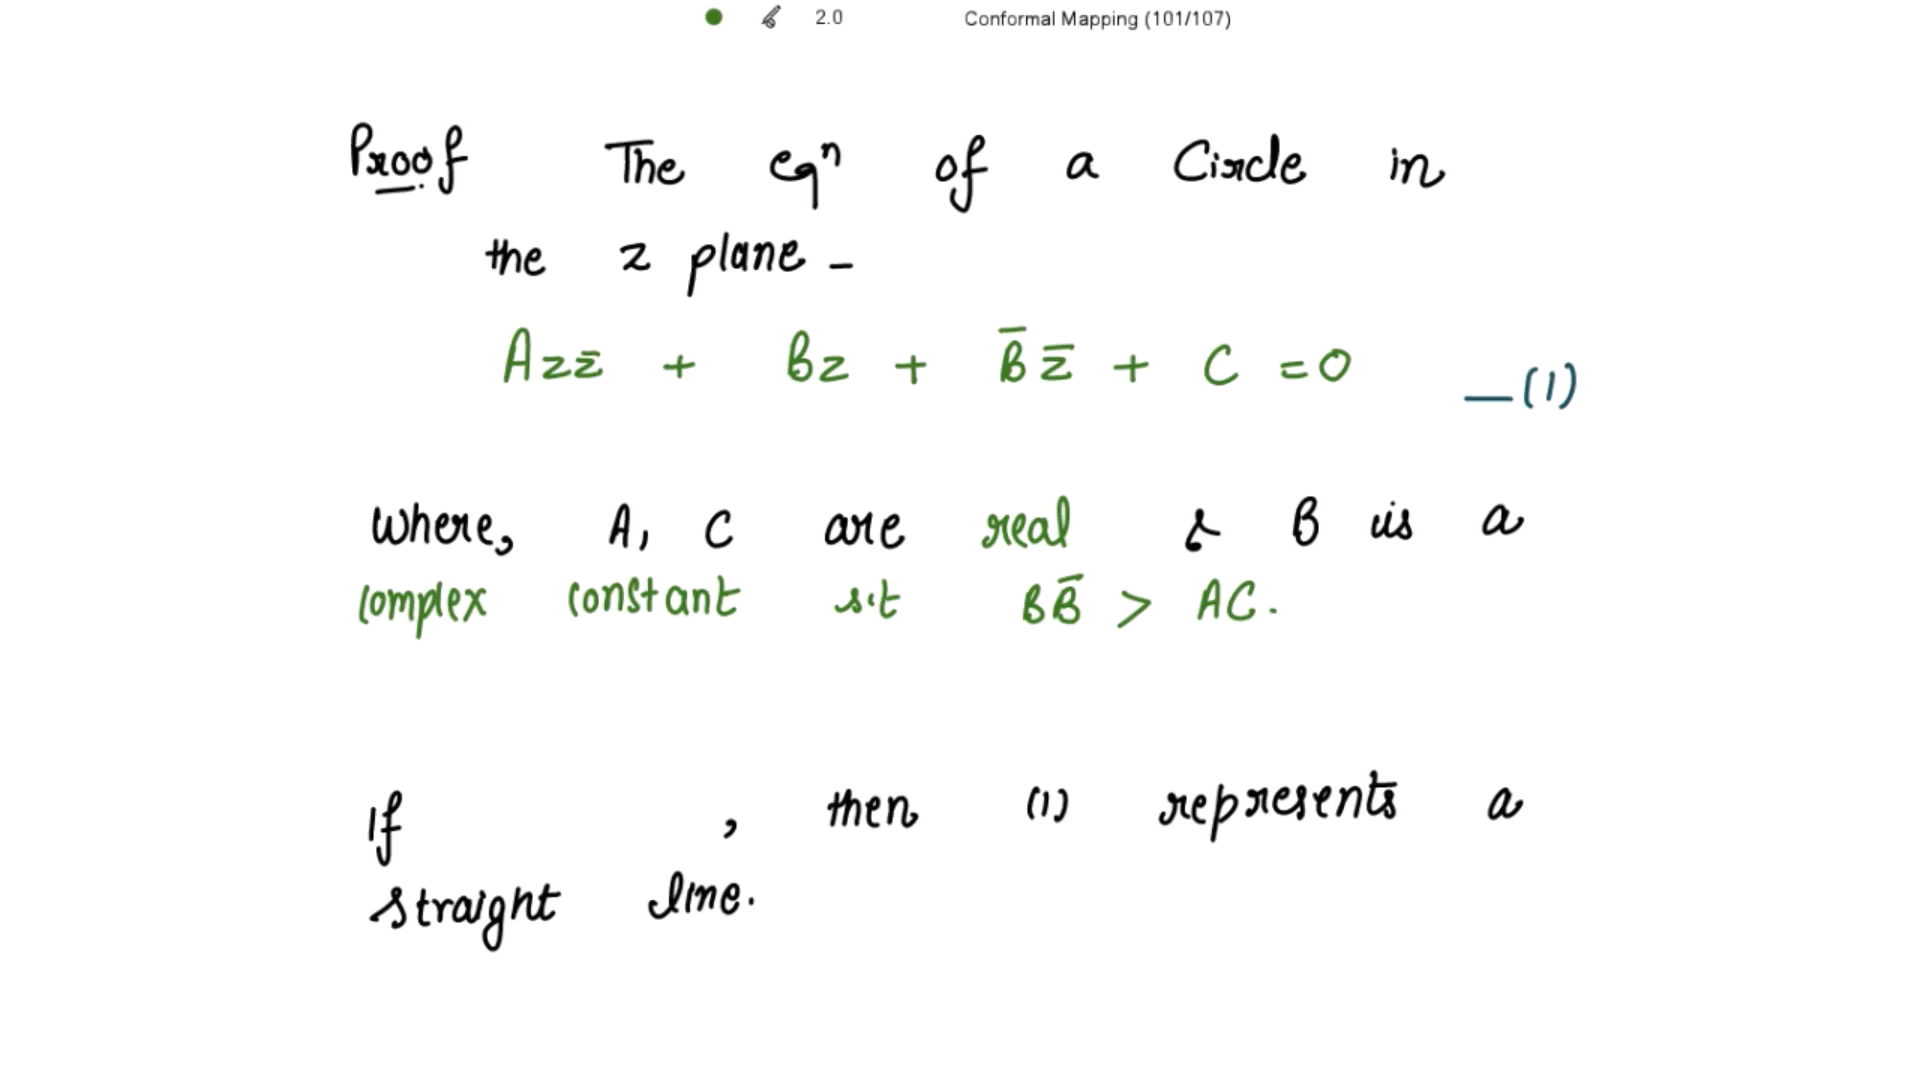 2.0 Conformal Mapping (101/107)
Proof The eqⁿ of a Circle in
the z plane -
Azz̄ + Bz + B̄z̄ + C = 0 —(1)
where, A, C are real & B is a
complex constant s.t BB̄ > AC.
If , then (1) represents a
straight line.